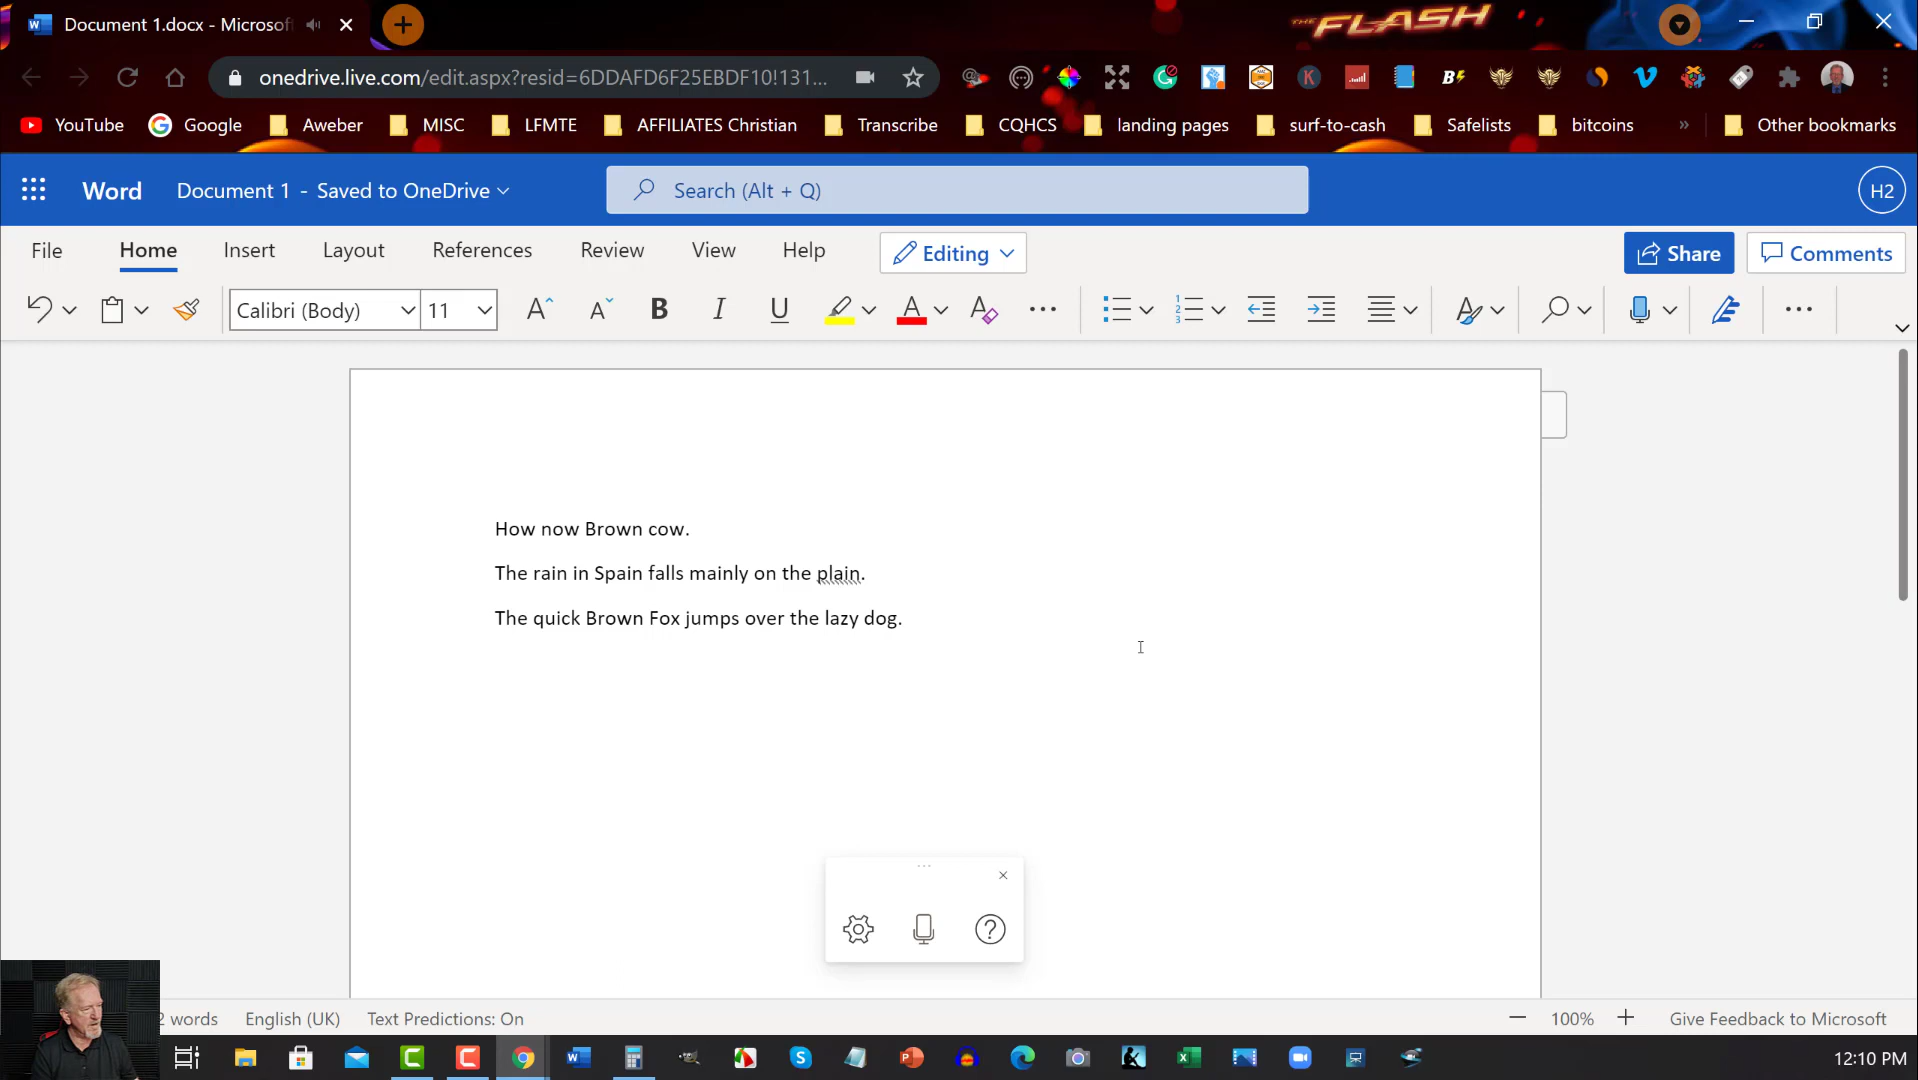 Document 1.docx - Microsoft
THE FLASH
onedrive.live.com/edit.aspx?resid=6DDAFD6F25EBDF10!131...
YouTube Google Aweber MISC LFMTE AFFILIATES Christian Transcribe CQHCS landing pages surf-to-cash Safelists bitcoins » Other bookmarks
Word Document 1 - Saved to OneDrive Search (Alt + Q) H2
File Home Insert Layout References Review View Help Editing Share Comments
Calibri (Body) 11
How now Brown cow.
The rain in Spain falls mainly on the plain.
The quick Brown Fox jumps over the lazy dog.
2 words English (UK) Text Predictions: On 100% Give Feedback to Microsoft
12:10 PM